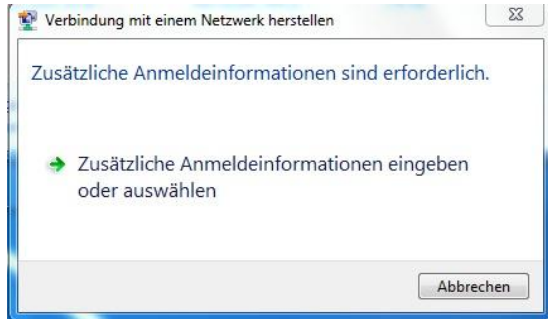 Verbindung mit einem Netzwerk herstellen
Zusätzliche Anmeldeinformationen sind erforderlich.
Zusätzliche Anmeldeinformationen eingeben
oder auswählen
Abbrechen